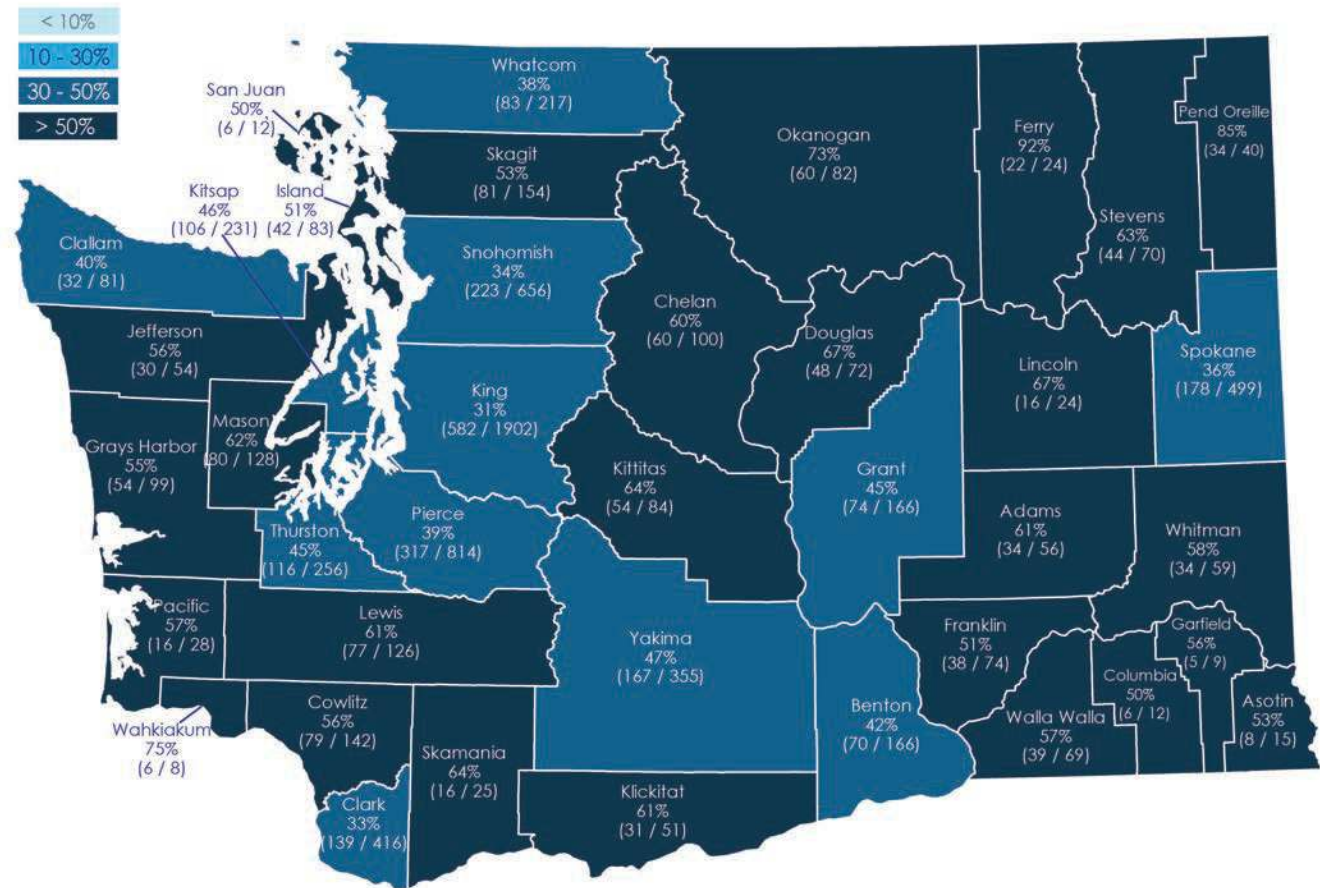 < 10%
10 - 30%
30 - 50%
> 50%
Whatcom
38%
(83 / 217)
San Juan
50%
(6 / 12)
Skagit
53%
(81 / 154)
Okanogan
73%
(60 / 82)
Ferry
92%
(22 / 24)
Pend Oreille
85%
(34 / 40)
Stevens
63%
(44 / 70)
Kitsap
46%
(106 / 231)
Island
51%
(42 / 83)
Clallam
40%
(32 / 81)
Snohomish
34%
(223 / 656)
Chelan
60%
(60 / 100)
Douglas
67%
(48 / 72)
Jefferson
56%
(30 / 54)
King
31%
(582 / 1902)
Lincoln
67%
(16 / 24)
Spokane
36%
(178 / 499)
Mason
62%
(80 / 128)
Grays Harbor
55%
(54 / 99)
Kittitas
64%
(54 / 84)
Grant
45%
(74 / 166)
Pierce
39%
(317 / 814)
Thurston
45%
(116 / 256)
Adams
61%
(34 / 56)
Whitman
58%
(34 / 59)
Pacific
57%
(16 / 28)
Lewis
61%
(77 / 126)
Yakima
47%
(167 / 355)
Franklin
51%
(38 / 74)
Garfield
56%
(5 / 9)
Columbia
50%
(6 / 12)
Wahkiakum
75%
(6 / 8)
Cowlitz
56%
(79 / 142)
Skamania
64%
(16 / 25)
Benton
42%
(70 / 166)
Walla Walla
57%
(39 / 69)
Asotin
53%
(8 / 15)
Clark
33%
(139 / 416)
Klickitat
61%
(31 / 51)